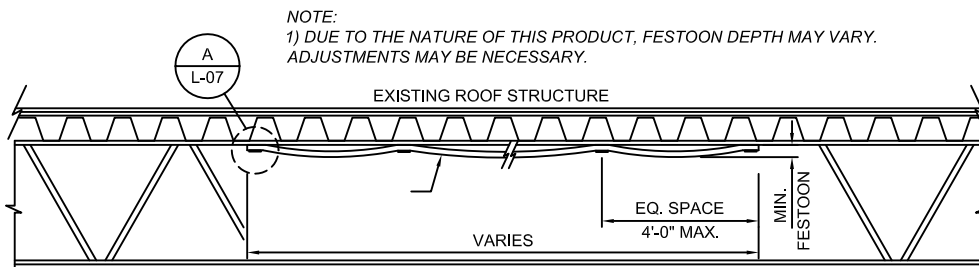 NOTE:
1) DUE TO THE NATURE OF THIS PRODUCT, FESTOON DEPTH MAY VARY.
ADJUSTMENTS MAY BE NECESSARY.
A
L-07
EXISTING ROOF STRUCTURE
EQ. SPACE
4'-0" MAX.
VARIES
MIN.
FESTOON